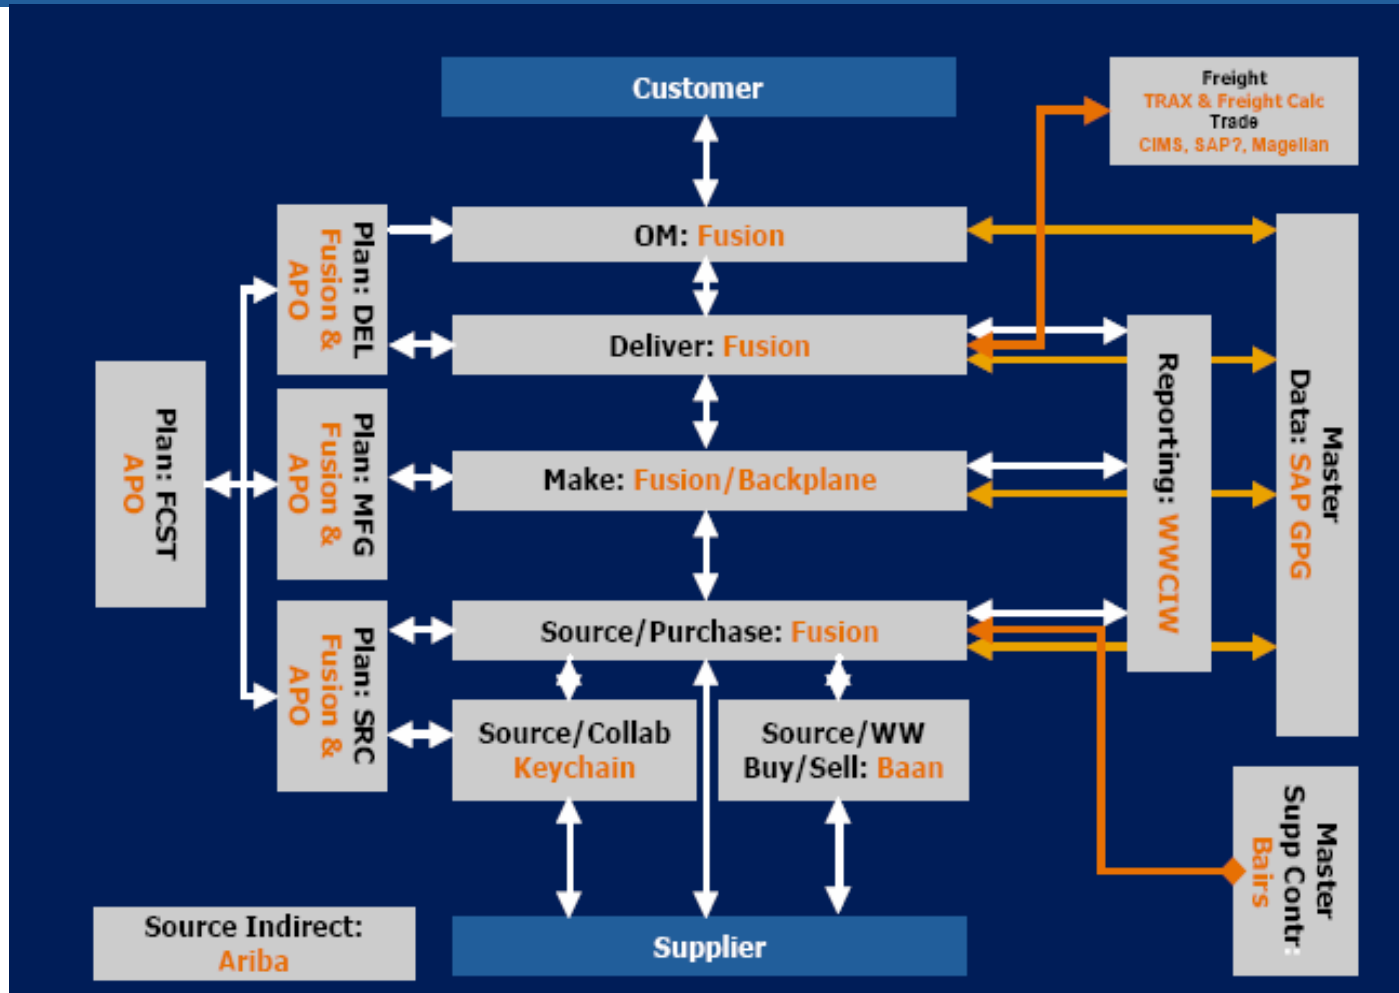 Customer
Freight
TRAX & Freight Calc
Trade
CIMS, SAP?, Magellan
OM: Fusion
Plan: DEL
Fusion &
APO
Deliver: Fusion
Plan: FCST
APO
Plan: MFG
Fusion &
APO
Make: Fusion/Backplane
Reporting: WWCIW
Master
Data: SAP GPG
Plan: SRC
Fusion &
APO
Source/Purchase: Fusion
Source/Collab
Keychain
Source/WW
Buy/Sell: Baan
Master
Supp Contr:
Bairs
Source Indirect:
Ariba
Supplier